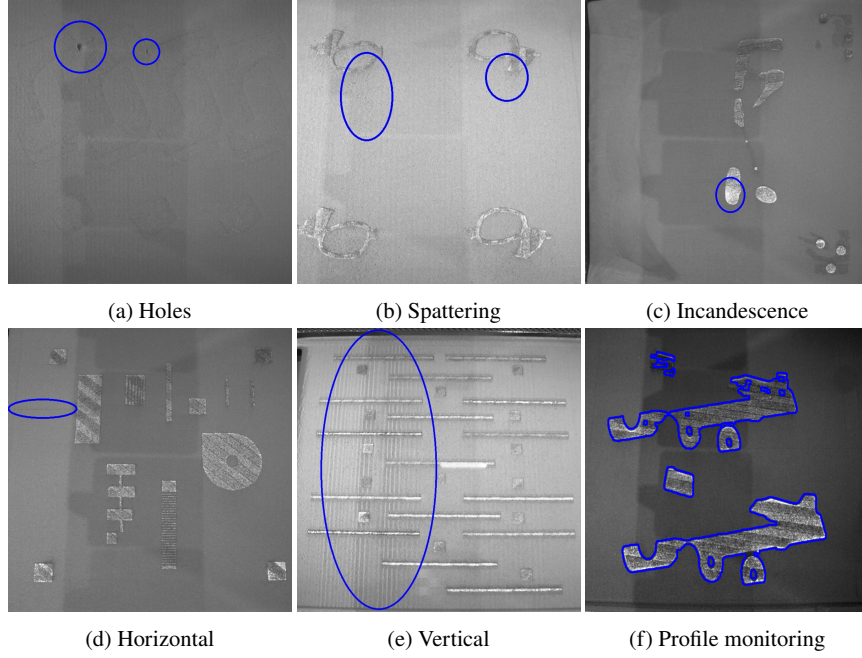 (a) Holes
(b) Spattering
(c) Incandescence
(d) Horizontal
(e) Vertical
(f) Profile monitoring